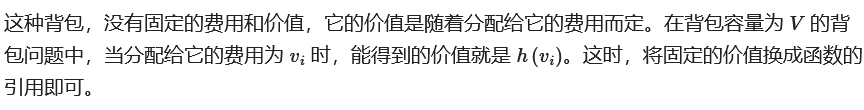 这种背包，没有固定的费用和价值，它的价值是随着分配给它的费用而定。在背包容量为 V 的背
包问题中，当分配给它的费用为 vᵢ 时，能得到的价值就是 h (vᵢ)。这时，将固定的价值换成函数的
引用即可。